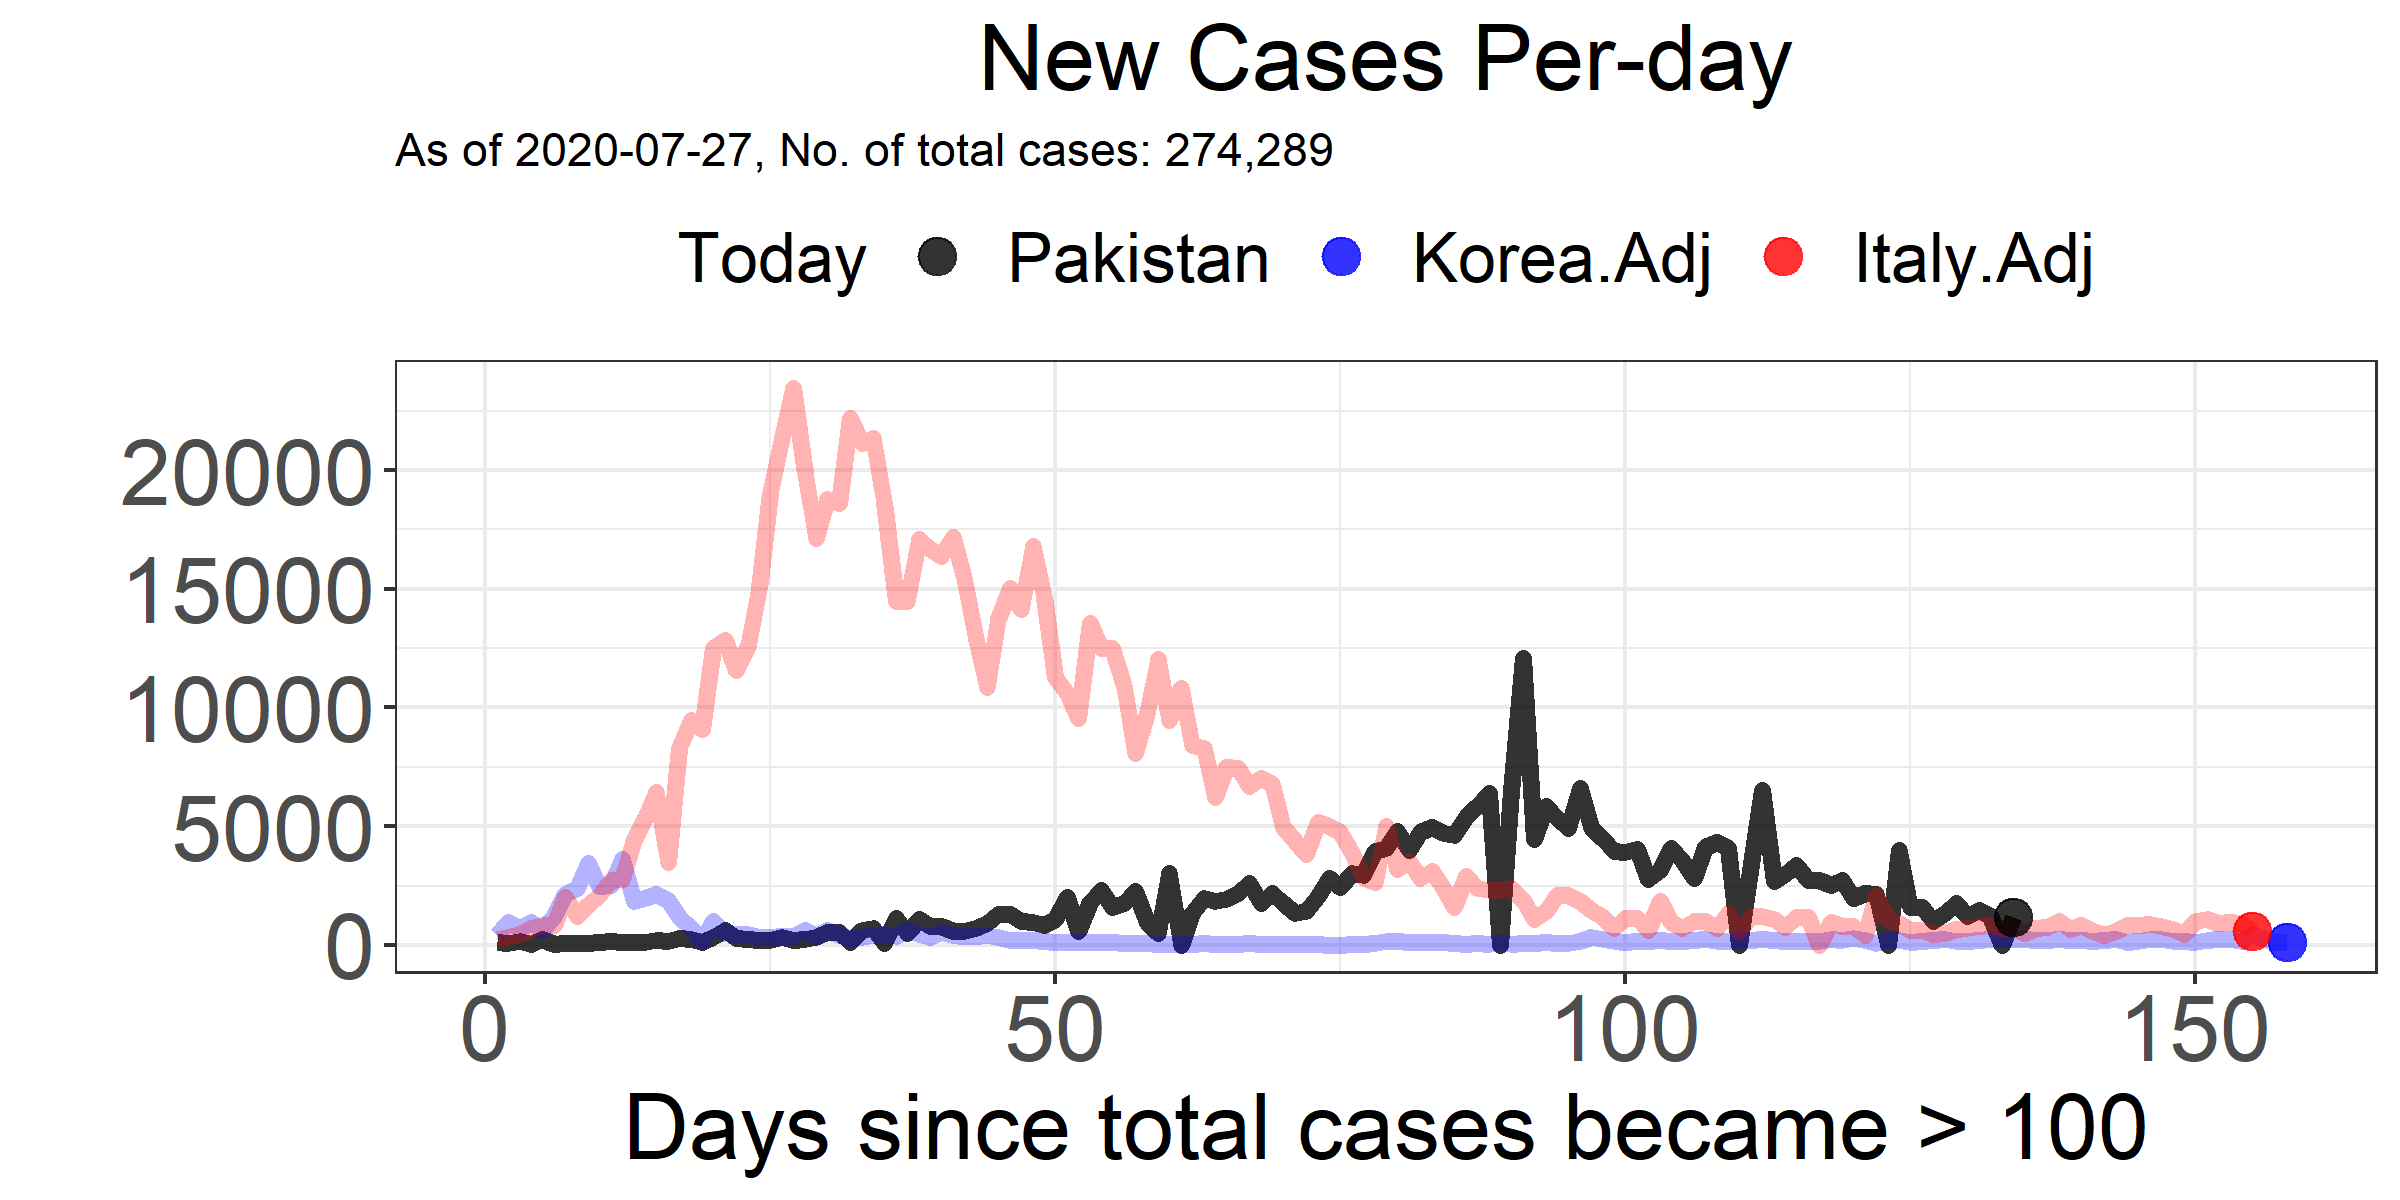 New Cases Per-day
As of 2020-07-27, No. of total cases: 274,289
Today Pakistan Korea.Adj Italy.Adj
20000
15000
10000
5000
0
0 50 100 150
Days since total cases became > 100